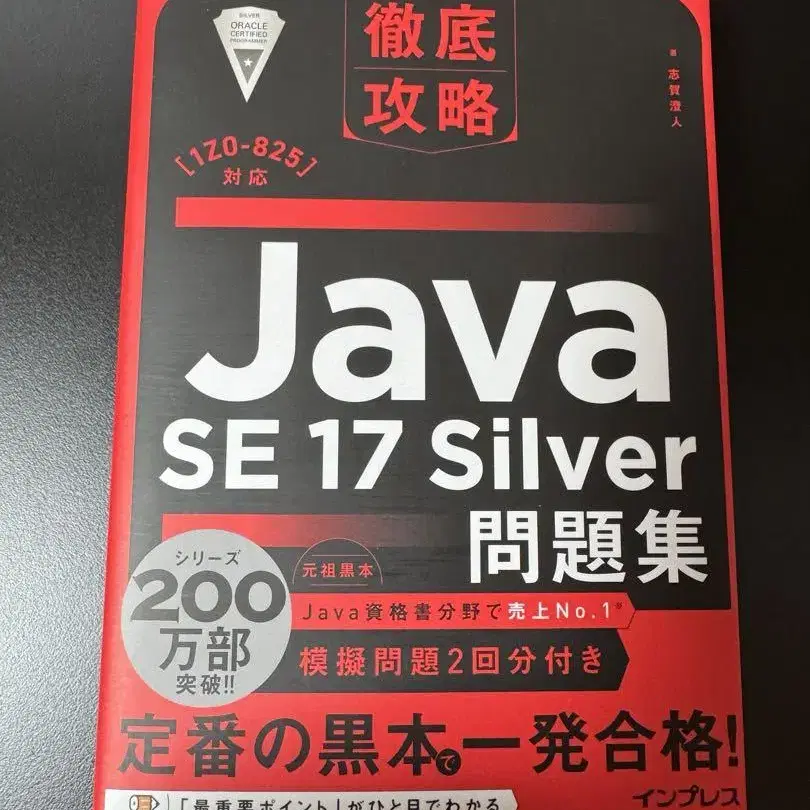 SILVER
ORACLE
CERTIFIED
PROGRAMMER
徹底
攻略
著 志賀澄人
[1Z0-825]
対応
Java
SE 17 Silver
問題集
シリーズ
200
万部
突破!!
元祖黒本
Java資格書分野で売上No.1※
模擬問題2回分付き
定番の黒本で一発合格!
「最重要ポイント」がひと目でわかる
インプレス